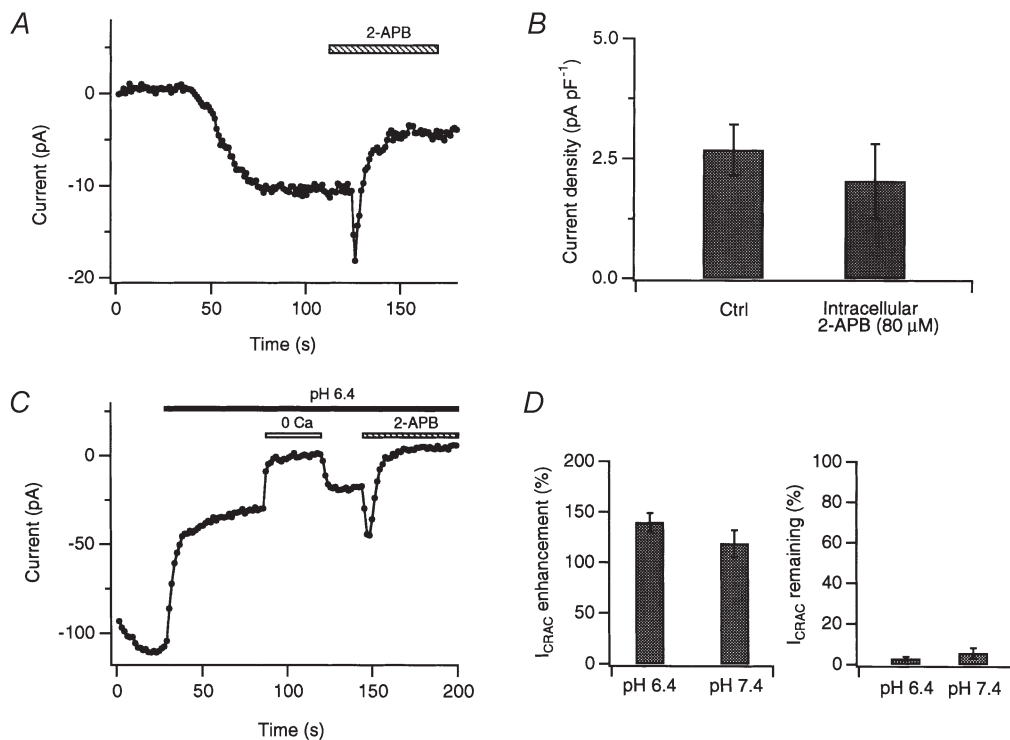 A
2-APB
0
-10
-20
Current (pA)
0
50
100
150
Time (s)
B
5.0
2.5
0.0
Current density (pA pF⁻¹)
Ctrl
Intracellular
2-APB (80 µM)
C
pH 6.4
0 Ca
2-APB
0
-50
-100
Current (pA)
0
50
100
150
200
Time (s)
D
200
150
100
50
0
I_CRAC enhancement (%)
pH 6.4
pH 7.4
100
80
60
40
20
0
I_CRAC remaining (%)
pH 6.4
pH 7.4